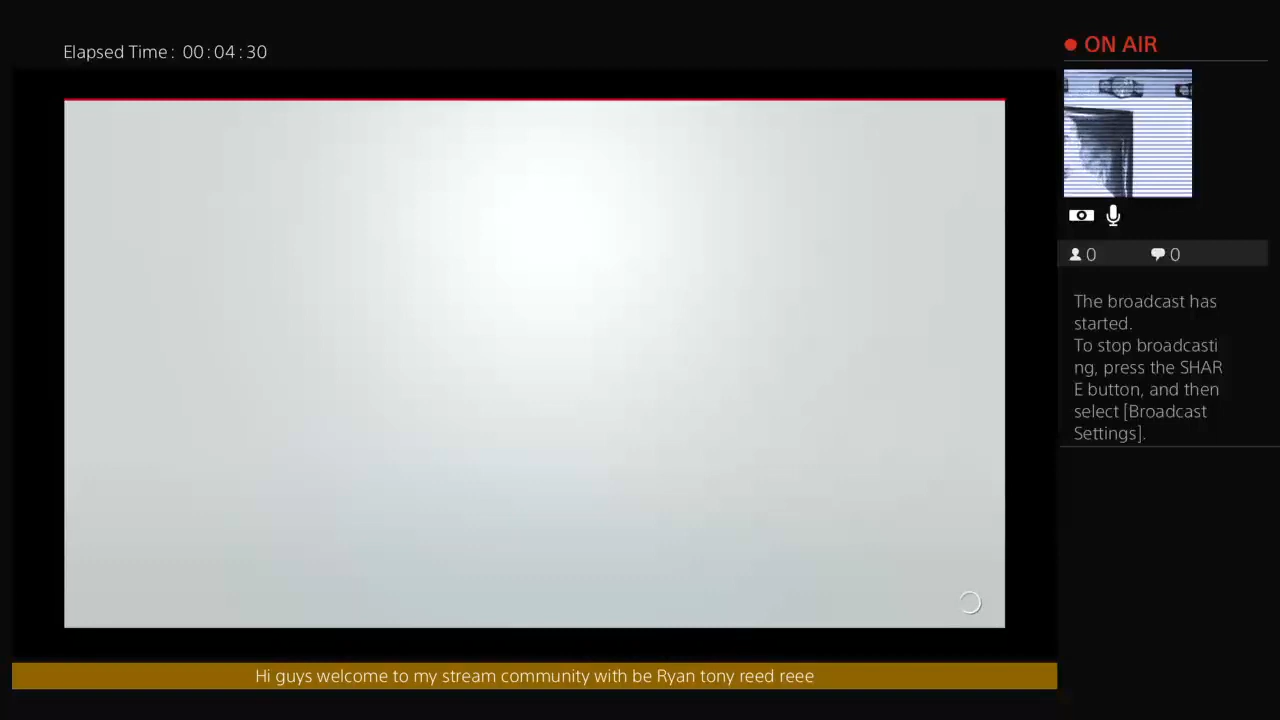 Elapsed Time: 00:04:30
ON AIR
0 0
The broadcast has
started.
To stop broadcasti
ng, press the SHAR
E button, and then
select [Broadcast
Settings].
Hi guys welcome to my stream community with be Ryan tony reed reee